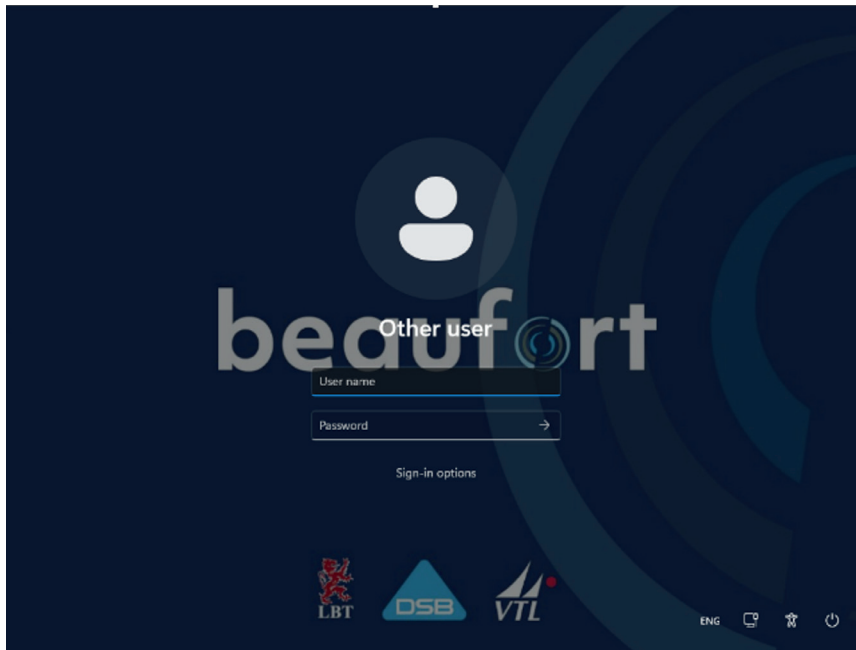 Other user
beaufort
User name
Password
Sign-in options
LBT
DSB
VTL
ENG